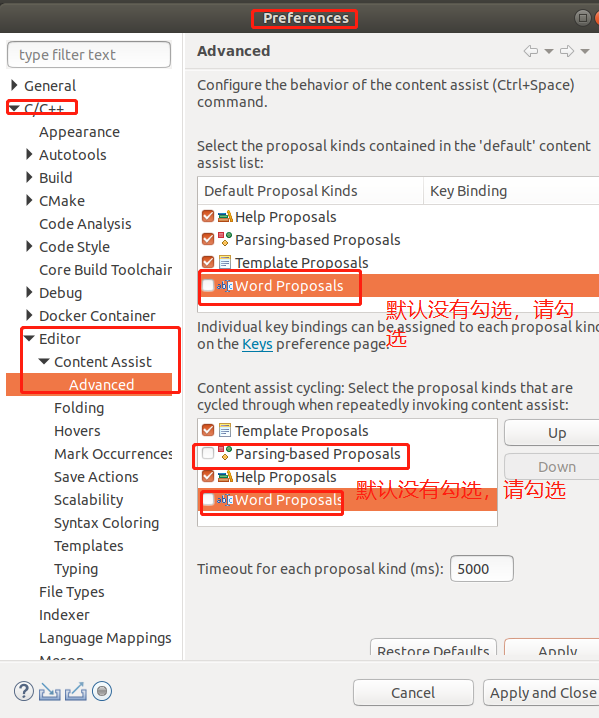 Preferences
type filter text
General
C/C++
Appearance
Autotools
Build
CMake
Code Analysis
Code Style
Core Build Toolchain
Debug
Docker Container
Editor
Content Assist
Advanced
Folding
Hovers
Mark Occurrences
Save Actions
Scalability
Syntax Coloring
Templates
Typing
File Types
Indexer
Language Mappings
Meson
Advanced
Configure the behavior of the content assist (Ctrl+Space)
command.
Select the proposal kinds contained in the 'default' content
assist list:
Default Proposal Kinds Key Binding
Help Proposals
Parsing-based Proposals
Template Proposals
Word Proposals
默认没有勾选，请勾
选
Individual key bindings can be assigned to each proposal kind
on the Keys preference page.
Content assist cycling: Select the proposal kinds that are
cycled through when repeatedly invoking content assist:
Template Proposals
Parsing-based Proposals
Help Proposals
Word Proposals
默认没有勾选，请勾选
Up
Down
Timeout for each proposal kind (ms): 5000
Restore Defaults Apply
Cancel Apply and Close